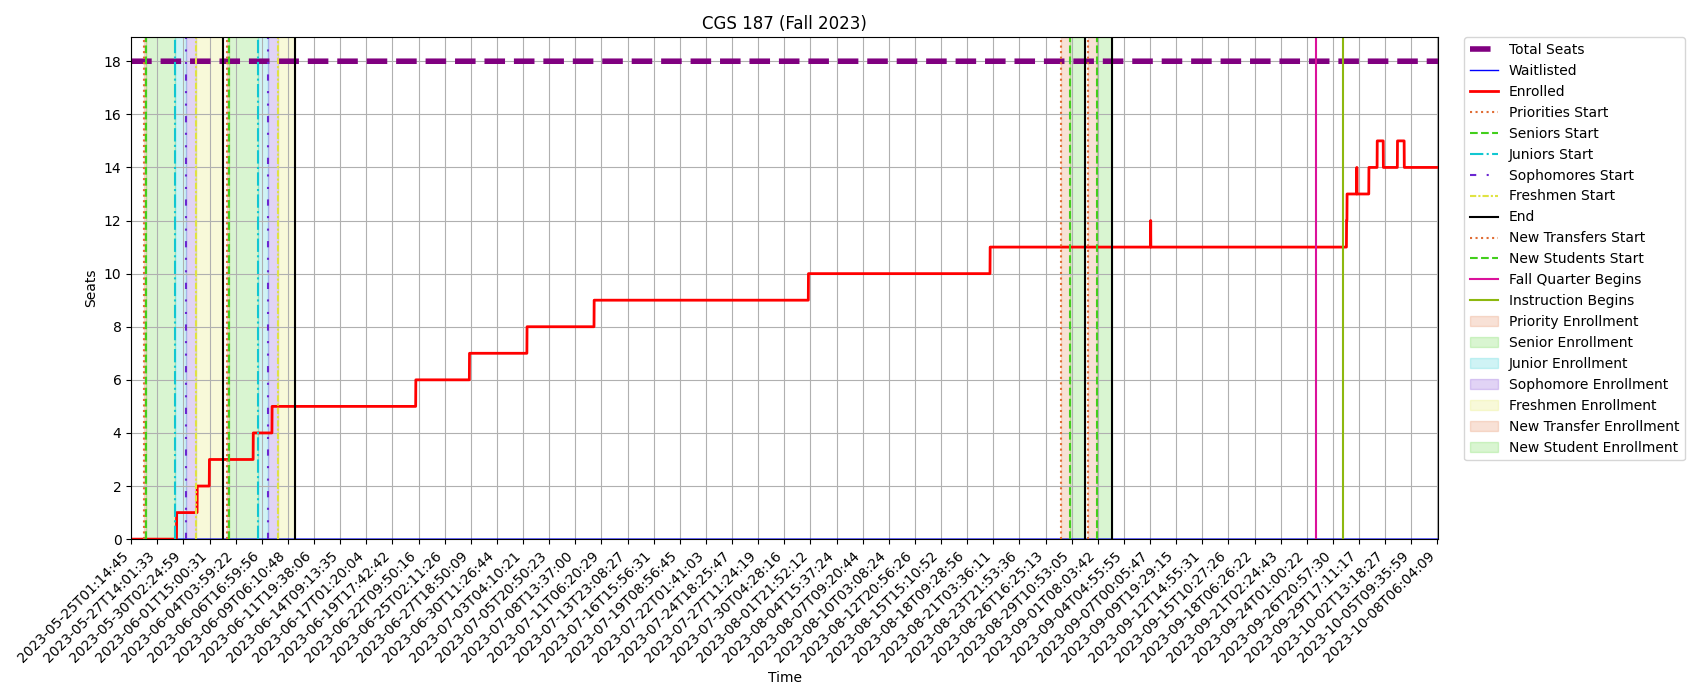 CGS 187 (Fall 2023)
Seats
18
16
14
12
10
8
6
4
2
0
2023-05-25T01:14:45
2023-05-27T14:01:33
2023-05-30T02:24:59
2023-06-01T15:00:31
2023-06-04T03:59:22
2023-06-06T16:59:56
2023-06-09T06:10:48
2023-06-11T19:38:06
2023-06-14T09:13:35
2023-06-17T01:20:04
2023-06-19T17:42:42
2023-06-22T09:50:16
2023-06-25T02:11:26
2023-06-27T18:50:09
2023-06-30T11:26:44
2023-07-03T04:10:21
2023-07-05T20:50:23
2023-07-08T13:37:00
2023-07-11T06:20:29
2023-07-13T23:08:27
2023-07-16T15:56:31
2023-07-19T08:56:45
2023-07-22T01:41:03
2023-07-24T18:25:47
2023-07-27T11:24:19
2023-07-30T04:28:16
2023-08-01T21:52:12
2023-08-04T15:37:24
2023-08-07T09:20:44
2023-08-10T03:08:24
2023-08-12T20:56:26
2023-08-15T15:10:52
2023-08-18T09:28:56
2023-08-21T03:36:11
2023-08-23T21:53:36
2023-08-26T16:25:13
2023-08-29T10:53:05
2023-09-01T08:03:42
2023-09-04T04:55:55
2023-09-07T00:05:47
2023-09-09T19:29:15
2023-09-12T14:55:31
2023-09-15T10:27:26
2023-09-18T06:26:22
2023-09-21T02:24:43
2023-09-24T01:00:22
2023-09-26T20:57:30
2023-09-29T17:11:17
2023-10-02T13:18:27
2023-10-05T09:35:59
2023-10-08T06:04:09
Time
Total Seats
Waitlisted
Enrolled
Priorities Start
Seniors Start
Juniors Start
Sophomores Start
Freshmen Start
End
New Transfers Start
New Students Start
Fall Quarter Begins
Instruction Begins
Priority Enrollment
Senior Enrollment
Junior Enrollment
Sophomore Enrollment
Freshmen Enrollment
New Transfer Enrollment
New Student Enrollment